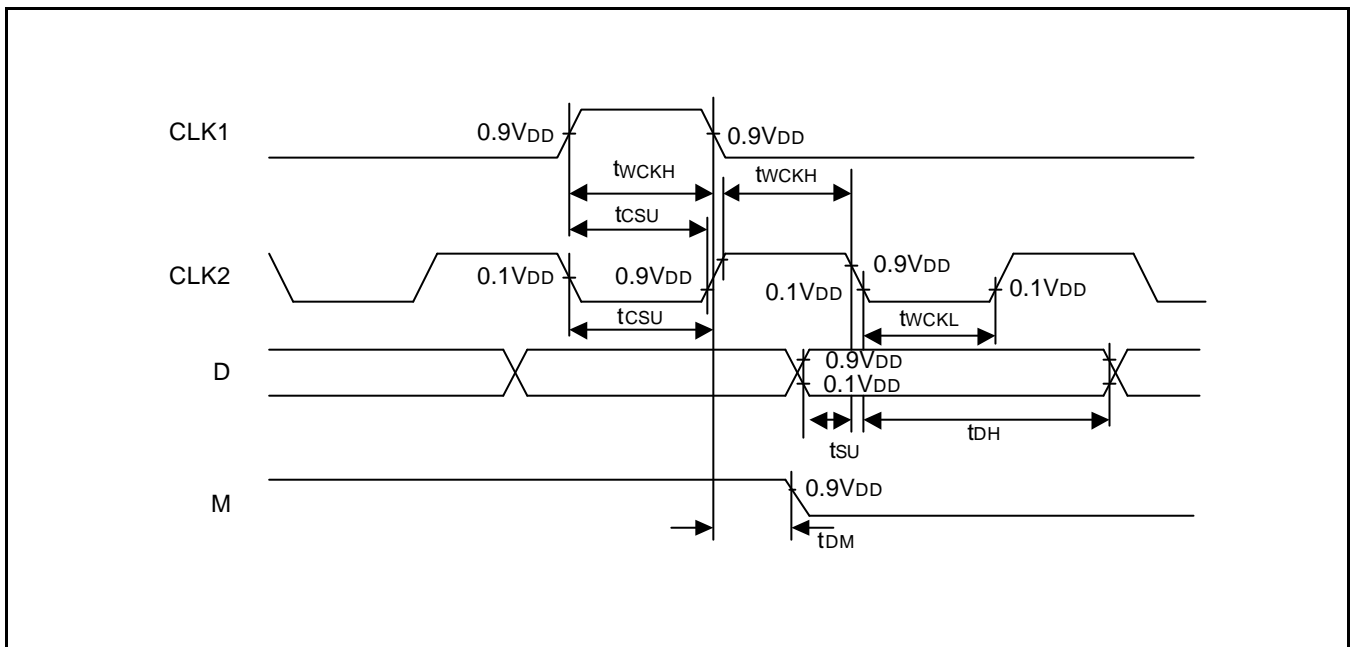 CLK1
0.9VDD
0.9VDD
tWCKH
tWCKH
tCSU
CLK2
0.1VDD
0.9VDD
0.9VDD
0.1VDD
0.1VDD
tCSU
tWCKL
D
0.9VDD
0.1VDD
tSU
tDH
M
0.9VDD
tDM